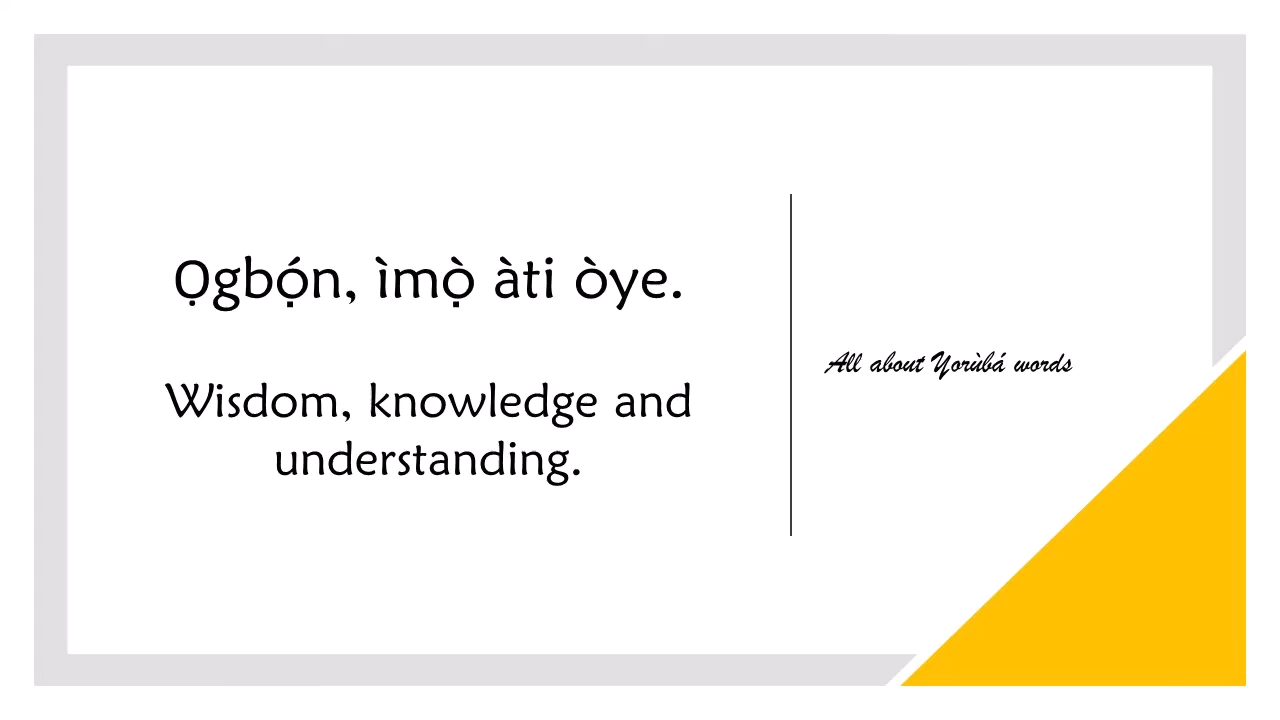 Ọgbọ́n, ìmọ̀ àti òye.
Wisdom, knowledge and
understanding.
All about Yorùbá words